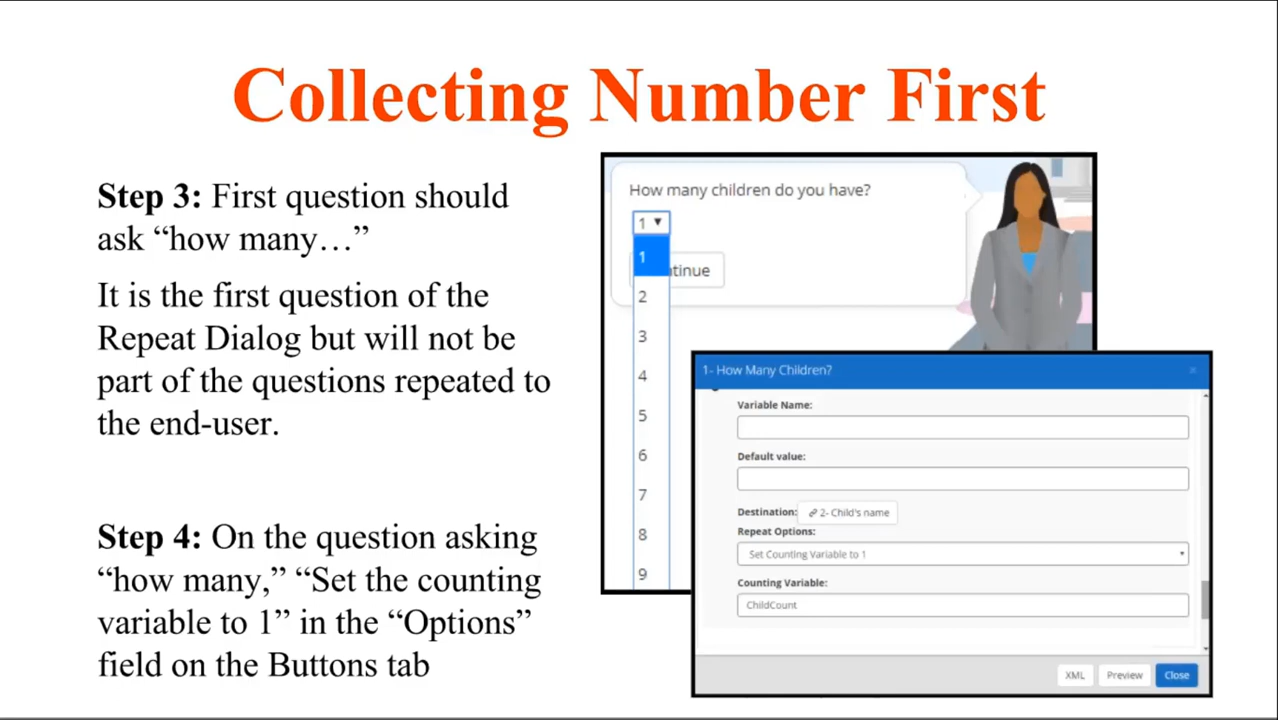 Collecting Number First
Step 3: First question should
ask “how many…”
It is the first question of the
Repeat Dialog but will not be
part of the questions repeated to
the end-user.
Step 4: On the question asking
“how many,” “Set the counting
variable to 1” in the “Options”
field on the Buttons tab
How many children do you have?
1
1
tinue
2
3
4
5
6
7
8
9
1- How Many Children?
Variable Name:
Default value:
Destination: 2- Child's name
Repeat Options:
Set Counting Variable to 1
Counting Variable:
ChildCount
XML Preview Close